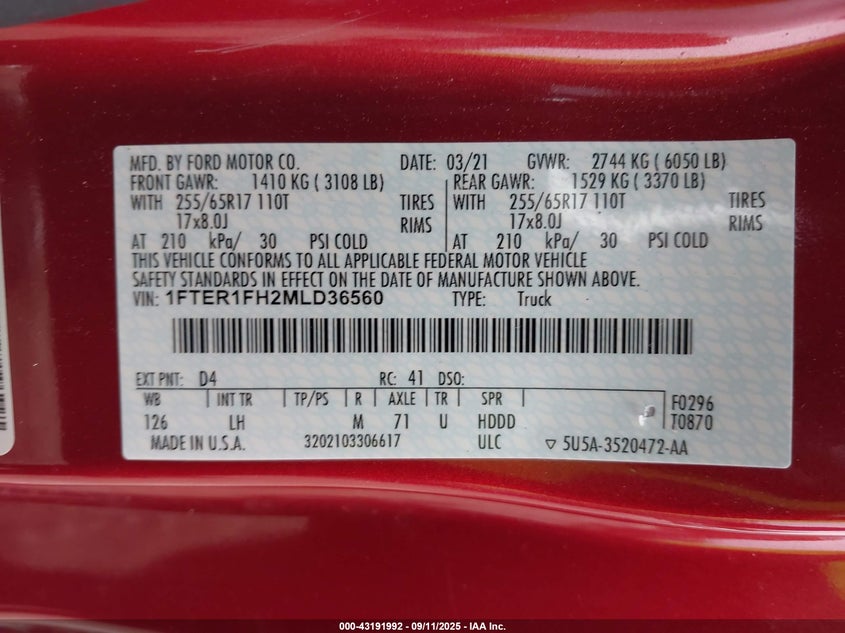 MFD. BY FORD MOTOR CO. DATE: 03/21 GVWR: 2744 KG ( 6050 LB)
FRONT GAWR: 1410 KG ( 3108 LB) REAR GAWR: 1529 KG ( 3370 LB)
WITH 255/65R17 110T TIRES WITH 255/65R17 110T TIRES
17x8.0J RIMS 17x8.0J RIMS
AT 210 kPa/ 30 PSI COLD AT 210 kPa/ 30 PSI COLD
THIS VEHICLE CONFORMS TO ALL APPLICABLE FEDERAL MOTOR VEHICLE
SAFETY STANDARDS IN EFFECT ON THE DATE OF MANUFACTURE SHOWN ABOVE.
VIN: 1FTER1FH2MLD36560 TYPE: Truck
EXT PNT: D4 RC: 41 DSO:
WB INT TR TP/PS R AXLE TR SPR F0296
126 LH M 71 U HDDD T0870
MADE IN U.S.A. 3202103306617 ULC ▽ 5U5A-3520472-AA
000-43191992 - 09/11/2025 - IAA Inc.